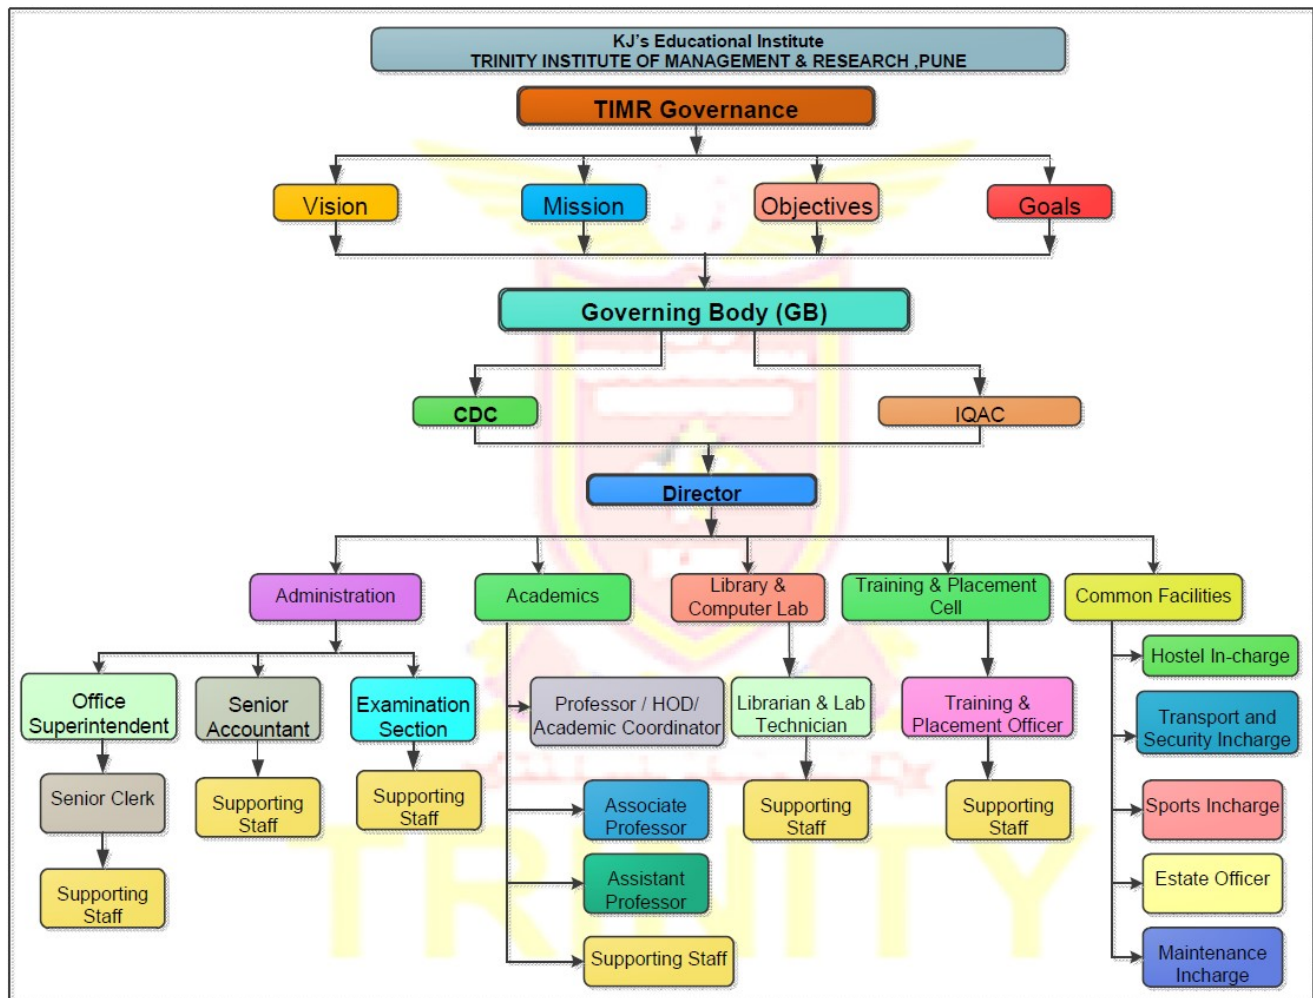 KJ's Educational Institute
TRINITY INSTITUTE OF MANAGEMENT & RESEARCH ,PUNE
TIMR Governance
Vision
Mission
Objectives
Goals
Governing Body (GB)
CDC
IQAC
Director
Administration
Academics
Library &
Computer Lab
Training & Placement
Cell
Common Facilities
Office
Superintendent
Senior
Accountant
Examination
Section
Professor / HOD/
Academic Coordinator
Librarian & Lab
Technician
Training &
Placement Officer
Hostel In-charge
Transport and
Security Incharge
Senior Clerk
Supporting
Staff
Supporting
Staff
Associate
Professor
Supporting
Staff
Supporting
Staff
Sports Incharge
Supporting
Staff
Assistant
Professor
Estate Officer
Supporting Staff
Maintenance
Incharge
TRINITY